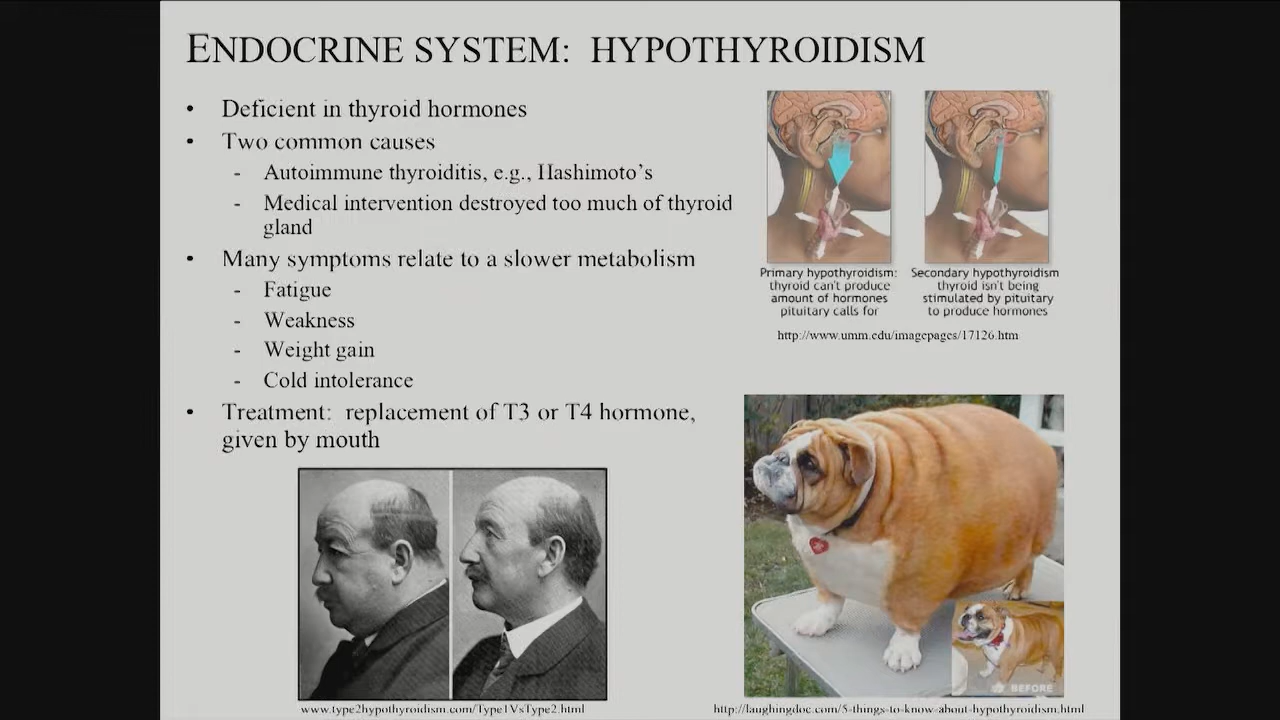 ENDOCRINE SYSTEM: HYPOTHYROIDISM
• Deficient in thyroid hormones
• Two common causes
- Autoimmune thyroiditis, e.g., Hashimoto's
- Medical intervention destroyed too much of thyroid
gland
• Many symptoms relate to a slower metabolism
- Fatigue
- Weakness
- Weight gain
- Cold intolerance
• Treatment: replacement of T3 or T4 hormone,
given by mouth
Primary hypothyroidism:
thyroid can't produce
amount of hormones
pituitary calls for
Secondary hypothyroidism
thyroid isn't being
stimulated by pituitary
to produce hormones
http://www.umm.edu/imagepages/17126.htm
BEFORE
www.type2hypothyroidism.com/Type1VsType2.html
http://laughingdoc.com/5-things-to-know-about-hypothyroidism.html